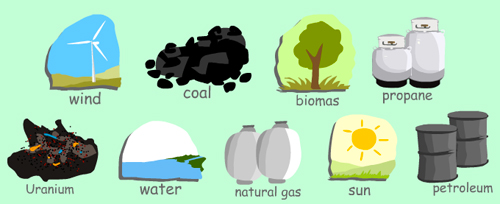 wind
coal
biomas
propane
Uranium
water
natural gas
sun
petroleum